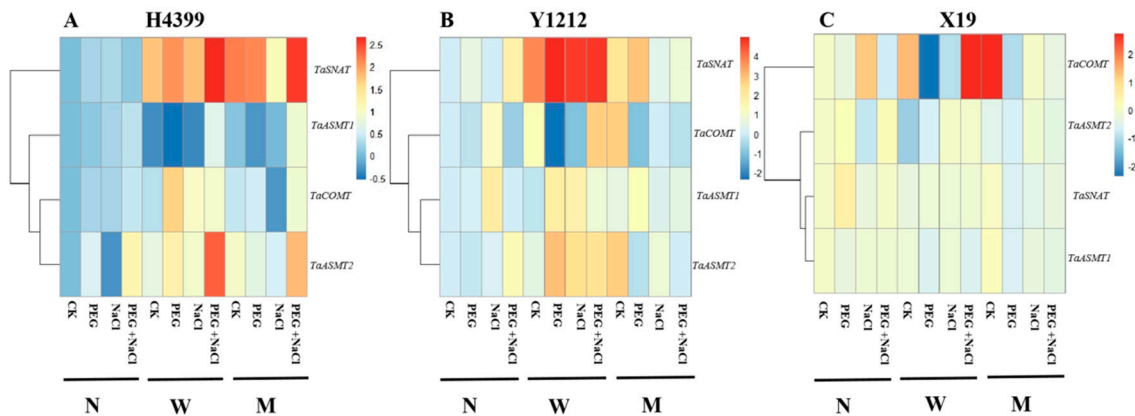 A H4399
2.5
2
1.5
1
0.5
0
-0.5
TaSNAT
TaASMT1
TaCOMT
TaASMT2
CK
PEG
NaCl
PEG +NaCl
CK
PEG
NaCl
PEG +NaCl
CK
PEG
NaCl
PEG +NaCl
N W M
B Y1212
4
3
2
1
0
-1
-2
TaSNAT
TaCOMT
TaASMT1
TaASMT2
CK
PEG
NaCl
PEG +NaCl
CK
PEG
NaCl
PEG +NaCl
CK
PEG
NaCl
PEG +NaCl
N W M
C X19
2
1
0
-1
-2
TaCOMT
TaASMT2
TaSNAT
TaASMT1
CK
PEG
NaCl
PEG +NaCl
CK
PEG
NaCl
PEG +NaCl
CK
PEG
NaCl
PEG +NaCl
N W M